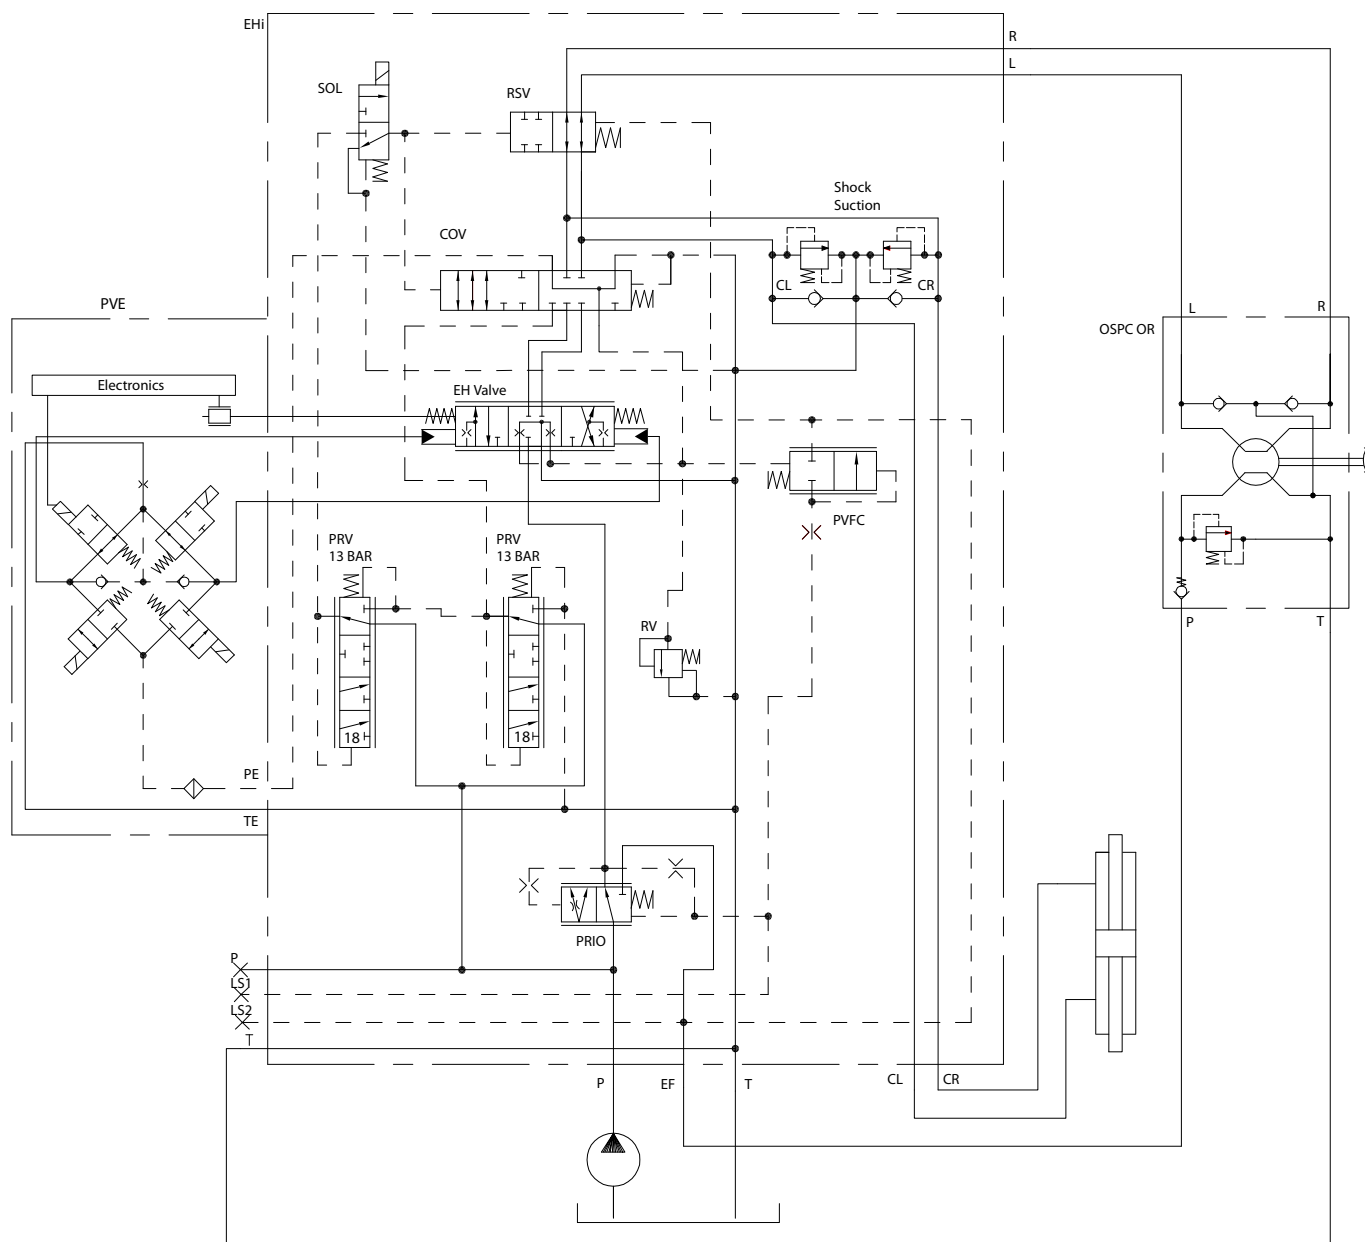 EHi
R
L
SOL
RSV
Shock
Suction
COV
CL
CR
PVE
L
R
OSPC OR
Electronics
EH Valve
PVFC
PRV
13 BAR
PRV
13 BAR
P
T
RV
18
18
PE
TE
PRIO
P
LS1
LS2
T
P
EF
T
CL
CR